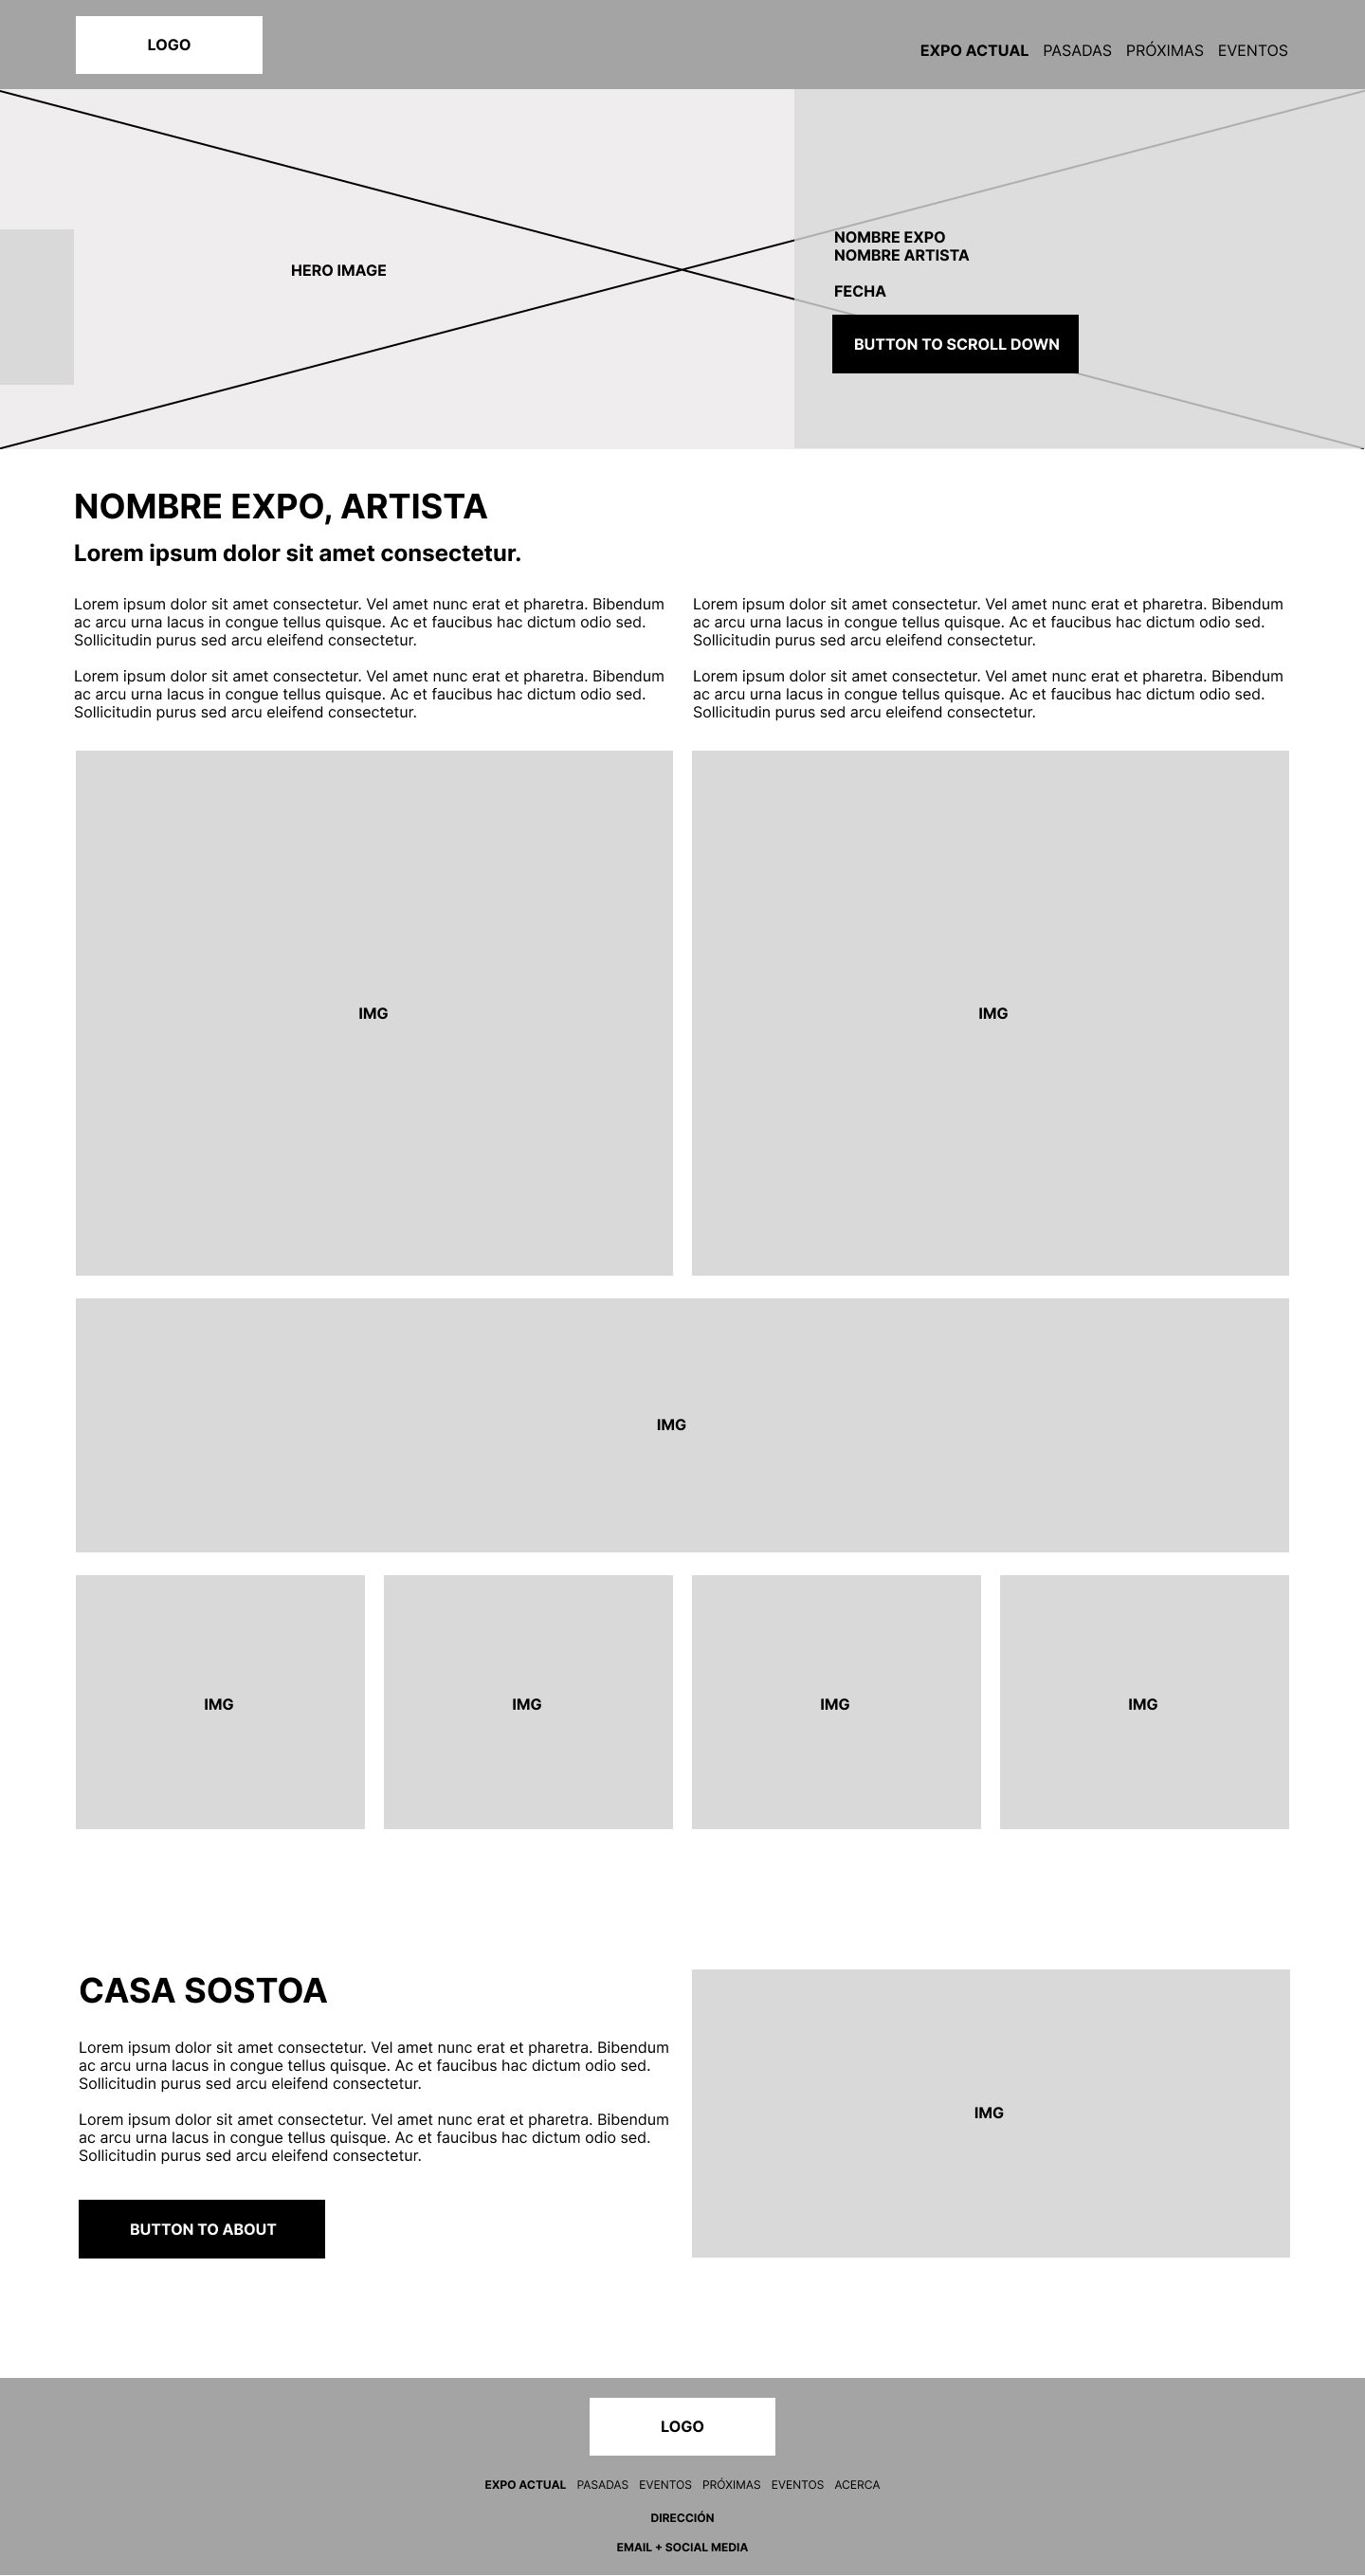 LOGO
EXPO ACTUAL PASADAS PRÓXIMAS EVENTOS
HERO IMAGE
NOMBRE EXPO
NOMBRE ARTISTA
FECHA
BUTTON TO SCROLL DOWN
NOMBRE EXPO, ARTISTA
Lorem ipsum dolor sit amet consectetur.
Lorem ipsum dolor sit amet consectetur. Vel amet nunc erat et pharetra. Bibendum
ac arcu urna lacus in congue tellus quisque. Ac et faucibus hac dictum odio sed.
Sollicitudin purus sed arcu eleifend consectetur.
Lorem ipsum dolor sit amet consectetur. Vel amet nunc erat et pharetra. Bibendum
ac arcu urna lacus in congue tellus quisque. Ac et faucibus hac dictum odio sed.
Sollicitudin purus sed arcu eleifend consectetur.
Lorem ipsum dolor sit amet consectetur. Vel amet nunc erat et pharetra. Bibendum
ac arcu urna lacus in congue tellus quisque. Ac et faucibus hac dictum odio sed.
Sollicitudin purus sed arcu eleifend consectetur.
Lorem ipsum dolor sit amet consectetur. Vel amet nunc erat et pharetra. Bibendum
ac arcu urna lacus in congue tellus quisque. Ac et faucibus hac dictum odio sed.
Sollicitudin purus sed arcu eleifend consectetur.
IMG
IMG
IMG
IMG
IMG
IMG
IMG
CASA SOSTOA
Lorem ipsum dolor sit amet consectetur. Vel amet nunc erat et pharetra. Bibendum
ac arcu urna lacus in congue tellus quisque. Ac et faucibus hac dictum odio sed.
Sollicitudin purus sed arcu eleifend consectetur.
Lorem ipsum dolor sit amet consectetur. Vel amet nunc erat et pharetra. Bibendum
ac arcu urna lacus in congue tellus quisque. Ac et faucibus hac dictum odio sed.
Sollicitudin purus sed arcu eleifend consectetur.
BUTTON TO ABOUT
IMG
LOGO
EXPO ACTUAL PASADAS EVENTOS PRÓXIMAS EVENTOS ACERCA
DIRECCIÓN
EMAIL + SOCIAL MEDIA